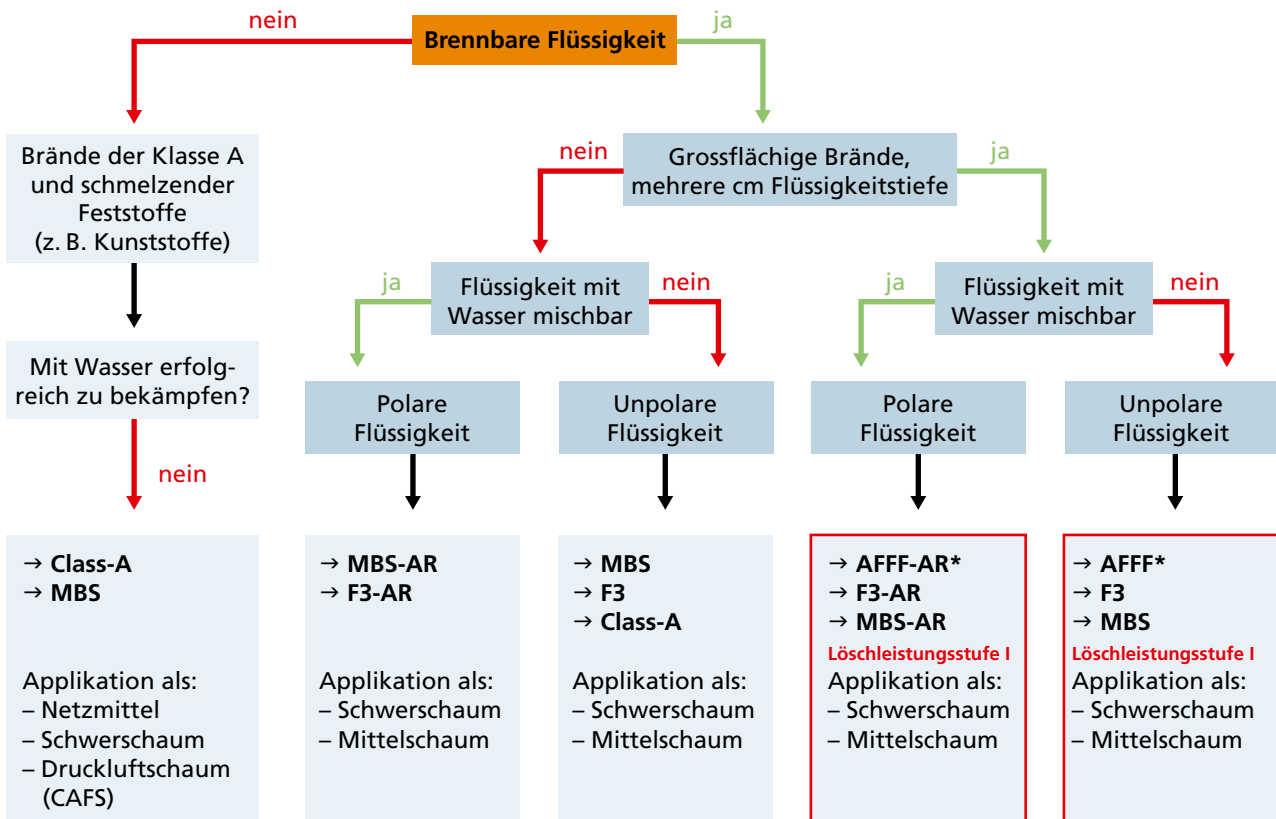 nein
Brennbare Flüssigkeit
ja
Brände der Klasse A
und schmelzender
Feststoffe
(z. B. Kunststoffe)
nein
Grossflächige Brände,
mehrere cm Flüssigkeitstiefe
ja
ja
Flüssigkeit mit
Wasser mischbar
nein
ja
Flüssigkeit mit
Wasser mischbar
nein
Mit Wasser erfolg-
reich zu bekämpfen?
nein
Polare
Flüssigkeit
Unpolare
Flüssigkeit
Polare
Flüssigkeit
Unpolare
Flüssigkeit
→ Class-A
→ MBS
Applikation als:
– Netzmittel
– Schwerschaum
– Druckluftschaum
(CAFS)
→ MBS-AR
→ F3-AR
Applikation als:
– Schwerschaum
– Mittelschaum
→ MBS
→ F3
→ Class-A
Applikation als:
– Schwerschaum
– Mittelschaum
→ AFFF-AR*
→ F3-AR
→ MBS-AR
Löschleistungsstufe I
Applikation als:
– Schwerschaum
– Mittelschaum
→ AFFF*
→ F3
→ MBS
Löschleistungsstufe I
Applikation als:
– Schwerschaum
– Mittelschaum